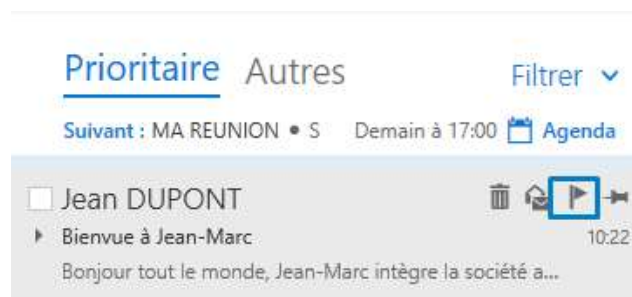 Prioritaire Autres Filtrer
Suivant : MA REUNION • S Demain à 17:00 Agenda
Jean DUPONT
Bienvue à Jean-Marc 10:22
Bonjour tout le monde, Jean-Marc intègre la société a...